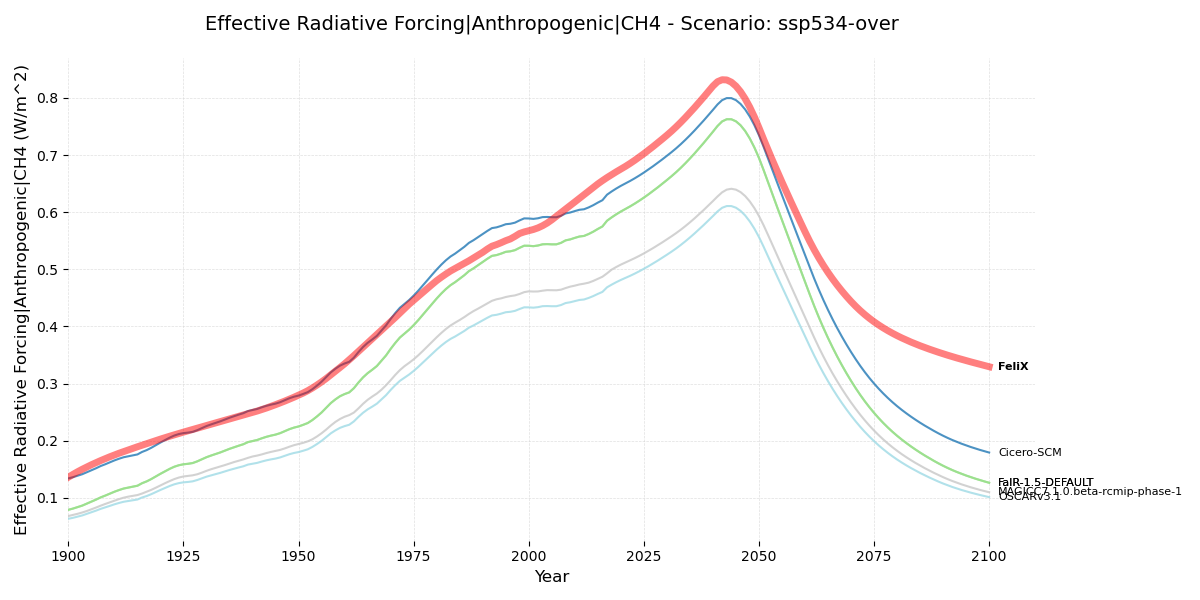 Effective Radiative Forcing|Anthropogenic|CH4 - Scenario: ssp534-over
Effective Radiative Forcing|Anthropogenic|CH4 (W/m^2)
0.8
0.7
0.6
0.5
0.4
0.3
0.2
0.1
FeliX
Cicero-SCM
FaIR-1.5-DEFAULT
MAGICC7.1.0.beta-rcmip-phase-1
OSCARv3.1
1900
1925
1950
1975
2000
2025
2050
2075
2100
Year